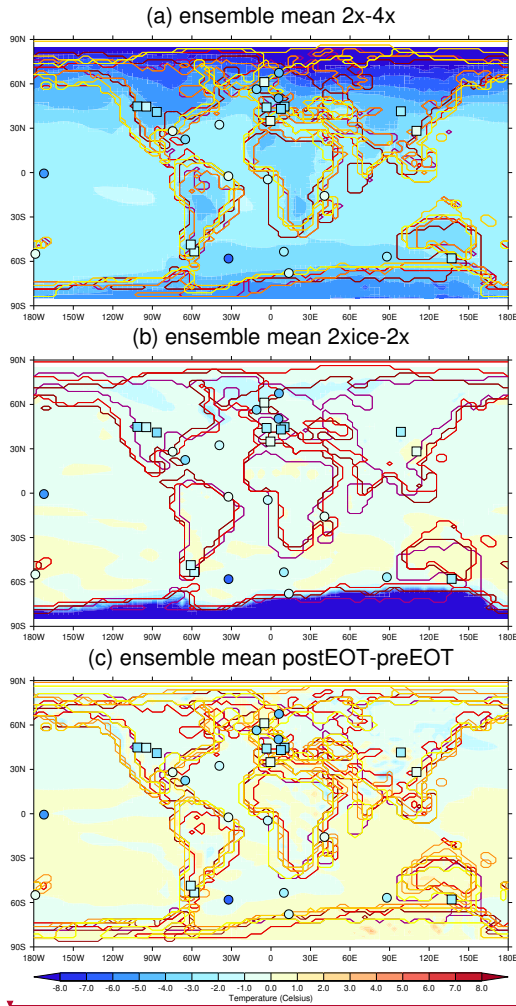 (a) ensemble mean 2x-4x
90N
60N
30N
0
30S
60S
90S
180W 150W 120W 90W 60W 30W 0 30E 60E 90E 120E 150E 180E
(b) ensemble mean 2xice-2x
90N
60N
30N
0
30S
60S
90S
180W 150W 120W 90W 60W 30W 0 30E 60E 90E 120E 150E 180E
(c) ensemble mean postEOT-preEOT
90N
60N
30N
0
30S
60S
90S
180W 150W 120W 90W 60W 30W 0 30E 60E 90E 120E 150E 180E
-8.0 -7.0 -6.0 -5.0 -4.0 -3.0 -2.0 -1.0 0.0 1.0 2.0 3.0 4.0 5.0 6.0 7.0 8.0
Temperature (Celsius)